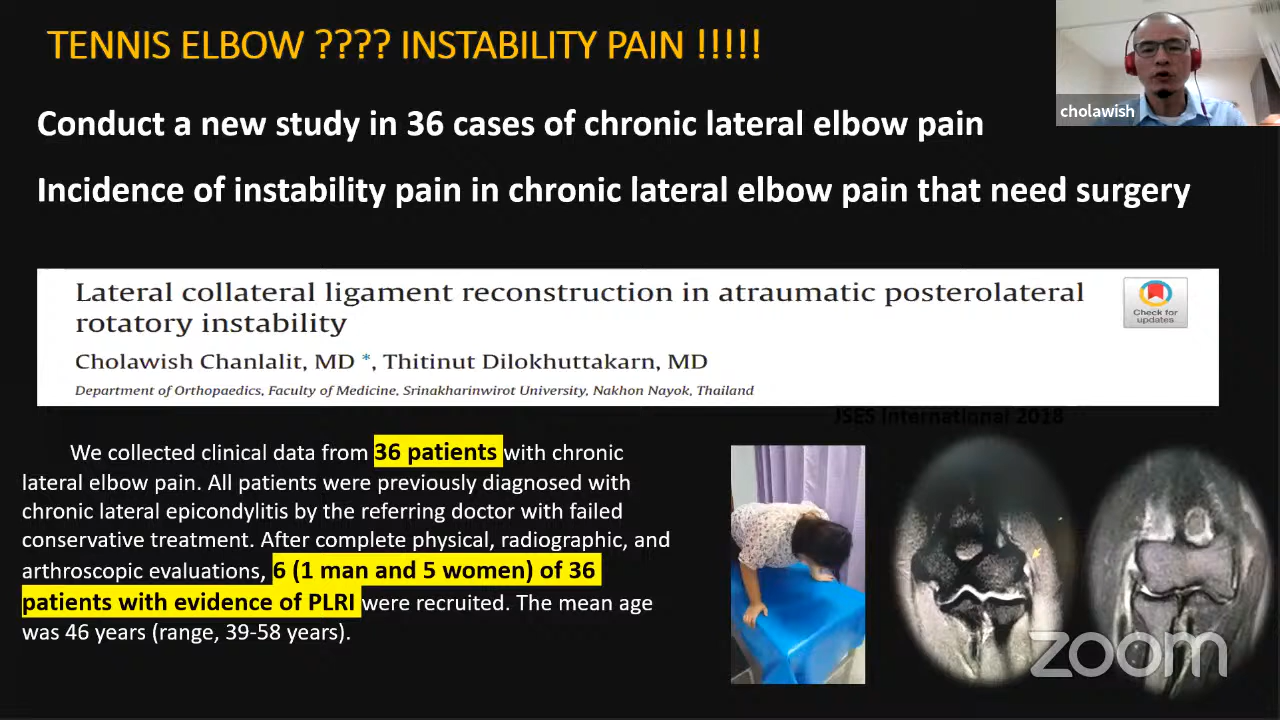 TENNIS ELBOW ???? INSTABILITY PAIN !!!!!
cholawish
Conduct a new study in 36 cases of chronic lateral elbow pain
Incidence of instability pain in chronic lateral elbow pain that need surgery
Lateral collateral ligament reconstruction in atraumatic posterolateral
rotatory instability
Check for
updates
Cholawish Chanlalit, MD *, Thitinut Dilokhuttakarn, MD
Department of Orthopaedics, Faculty of Medicine, Srinakharinwirot University, Nakhon Nayok, Thailand
JSES International 2018
We collected clinical data from 36 patients with chronic
lateral elbow pain. All patients were previously diagnosed with
chronic lateral epicondylitis by the referring doctor with failed
conservative treatment. After complete physical, radiographic, and
arthroscopic evaluations, 6 (1 man and 5 women) of 36
patients with evidence of PLRI were recruited. The mean age
was 46 years (range, 39-58 years).
zoom